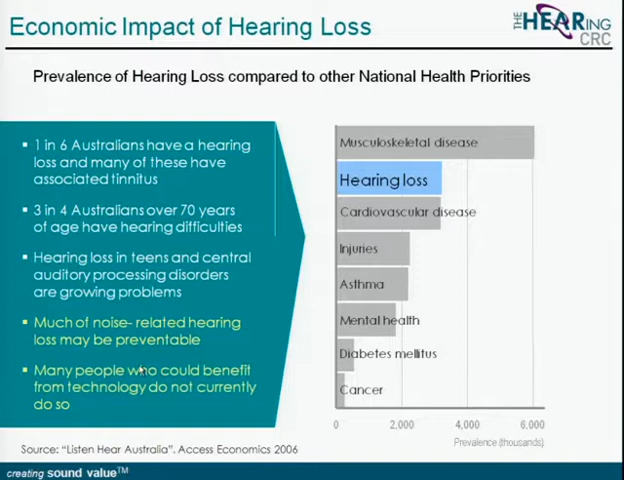 Economic Impact of Hearing Loss
THE HEARing
CRC
Prevalence of Hearing Loss compared to other National Health Priorities
▪ 1 in 6 Australians have a hearing
loss and many of these have
associated tinnitus
▪ 3 in 4 Australians over 70 years
of age have hearing difficulties
▪ Hearing loss in teens and central
auditory processing disorders
are growing problems
▪ Much of noise- related hearing
loss may be preventable
▪ Many people who could benefit
from technology do not currently
do so
Musculoskeletal disease
Hearing loss
Cardiovascular disease
Injuries
Asthma
Mental health
Diabetes mellitus
Cancer
0 2,000 4,000 6,000
Prevalence (thousands)
Source: “Listen Hear Australia”. Access Economics 2006
creating sound value™